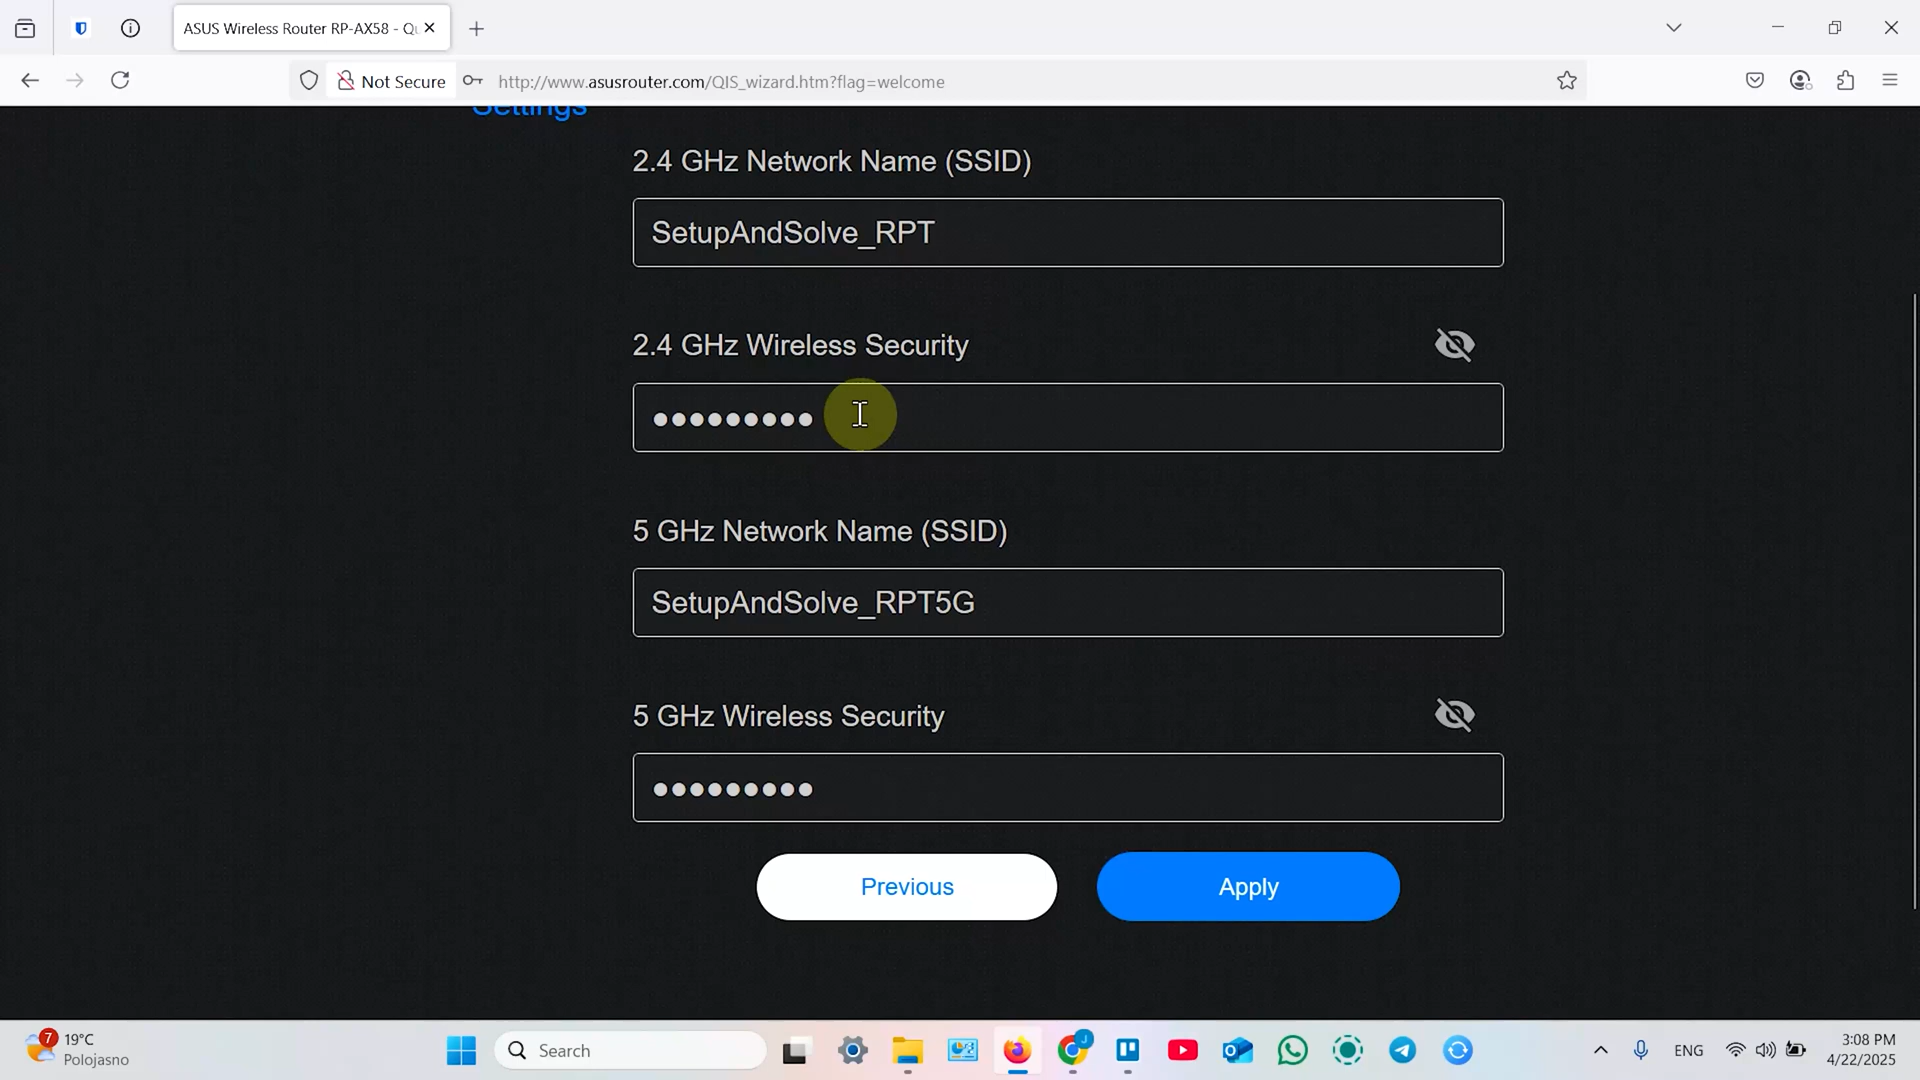 ASUS Wireless Router RP-AX58 - Qu
Not Secure
http://www.asusrouter.com/QIS_wizard.htm?flag=welcome
Settings
2.4 GHz Network Name (SSID)
SetupAndSolve_RPT
2.4 GHz Wireless Security
●●●●●●●●●
5 GHz Network Name (SSID)
SetupAndSolve_RPT5G
5 GHz Wireless Security
●●●●●●●●●
Previous
Apply
7
19°C
Polojasno
Search
J
ENG
3:08 PM
4/22/2025